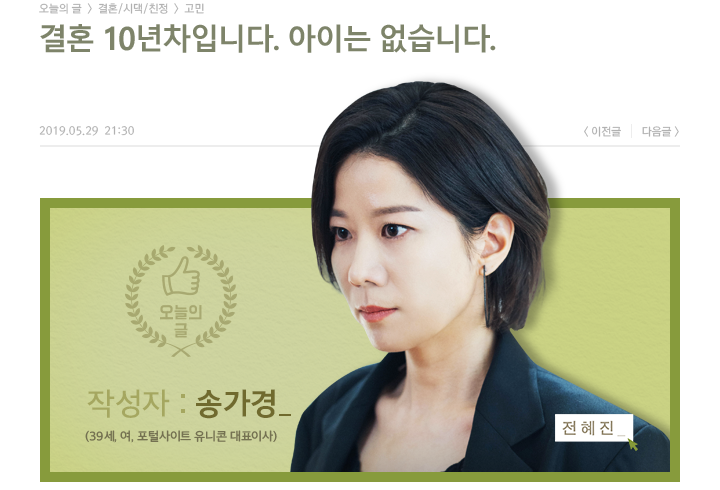 오늘의 글 〉 결혼/시댁/친정 〉 고민
결혼 10년차입니다. 아이는 없습니다.
2019.05.29 21:30
〈 이전글 | 다음글 〉
오늘의
글
작성자 : 송가경_
(39세, 여, 포털사이트 유니콘 대표이사)
전혜진_